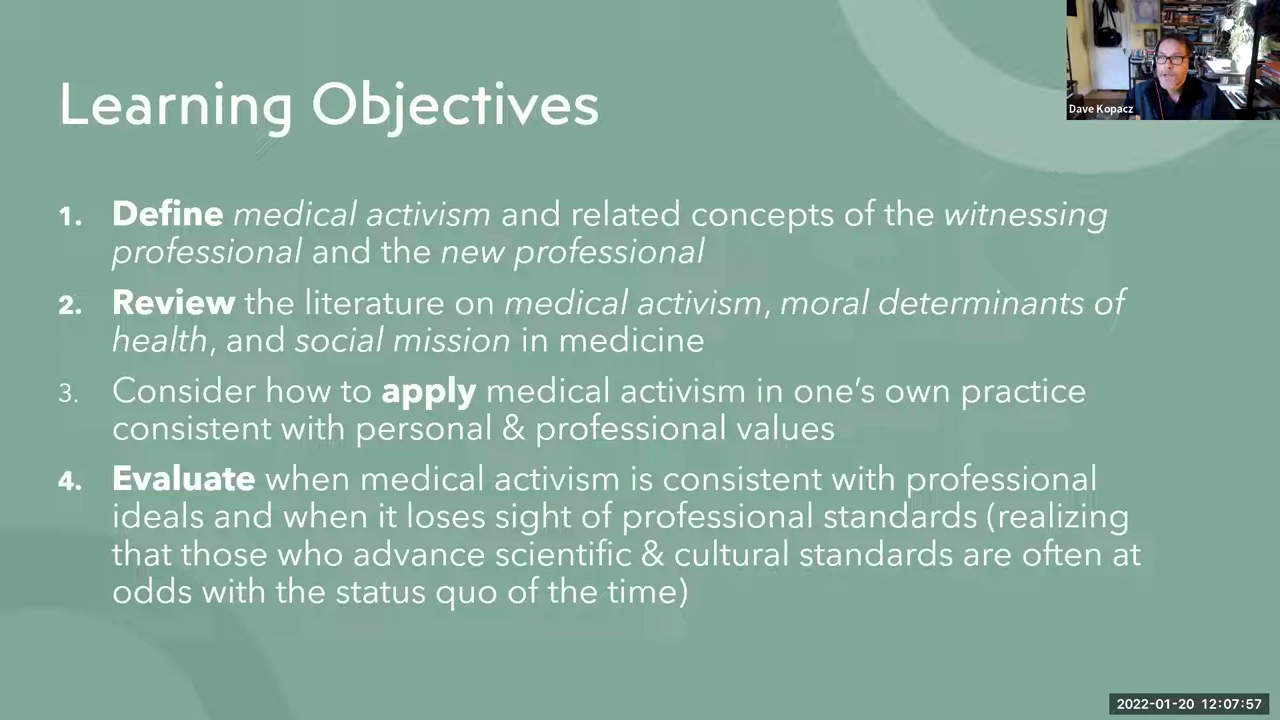 Learning Objectives
Dave Kopacz
1. Define medical activism and related concepts of the witnessing
professional and the new professional
2. Review the literature on medical activism, moral determinants of
health, and social mission in medicine
3. Consider how to apply medical activism in one's own practice
consistent with personal & professional values
4. Evaluate when medical activism is consistent with professional
ideals and when it loses sight of professional standards (realizing
that those who advance scientific & cultural standards are often at
odds with the status quo of the time)
2022-01-20 12:07:57